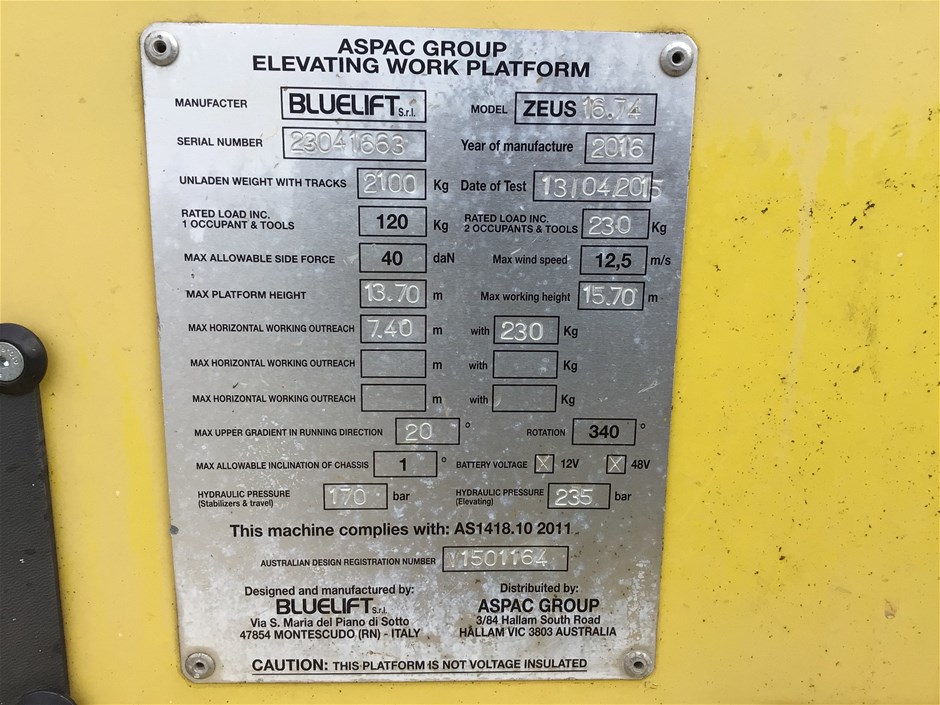 ASPAC GROUP
ELEVATING WORK PLATFORM
MANUFACTER BLUELIFT S.r.l. MODEL ZEUS 16.74
SERIAL NUMBER 23041663 Year of manufacture 2016
UNLADEN WEIGHT WITH TRACKS 2100 Kg Date of Test 13/04.2015
RATED LOAD INC.
1 OCCUPANT & TOOLS 120 Kg RATED LOAD INC.
2 OCCUPANTS & TOOLS 230 Kg
MAX ALLOWABLE SIDE FORCE 40 daN Max wind speed 12,5 m/s
MAX PLATFORM HEIGHT 13.70 m Max working height 15.70 m
MAX HORIZONTAL WORKING OUTREACH 7.40 m with 230 Kg
MAX HORIZONTAL WORKING OUTREACH m with Kg
MAX HORIZONTAL WORKING OUTREACH m with Kg
MAX UPPER GRADIENT IN RUNNING DIRECTION 20 ° ROTATION 340 °
MAX ALLOWABLE INCLINATION OF CHASSIS 1 ° BATTERY VOLTAGE 12V 48V
HYDRAULIC PRESSURE
(Stabilizers & travel) 170 bar HYDRAULIC PRESSURE
(Elevating) 235 bar
This machine complies with: AS1418.10 2011
AUSTRALIAN DESIGN REGISTRATION NUMBER V1501164
Designed and manufactured by:
BLUELIFT S.r.l.
Via S. Maria del Piano di Sotto
47854 MONTESCUDO (RN) - ITALY
Distribuited by:
ASPAC GROUP
3/84 Hallam South Road
HALLAM VIC 3803 AUSTRALIA
CAUTION: THIS PLATFORM IS NOT VOLTAGE INSULATED